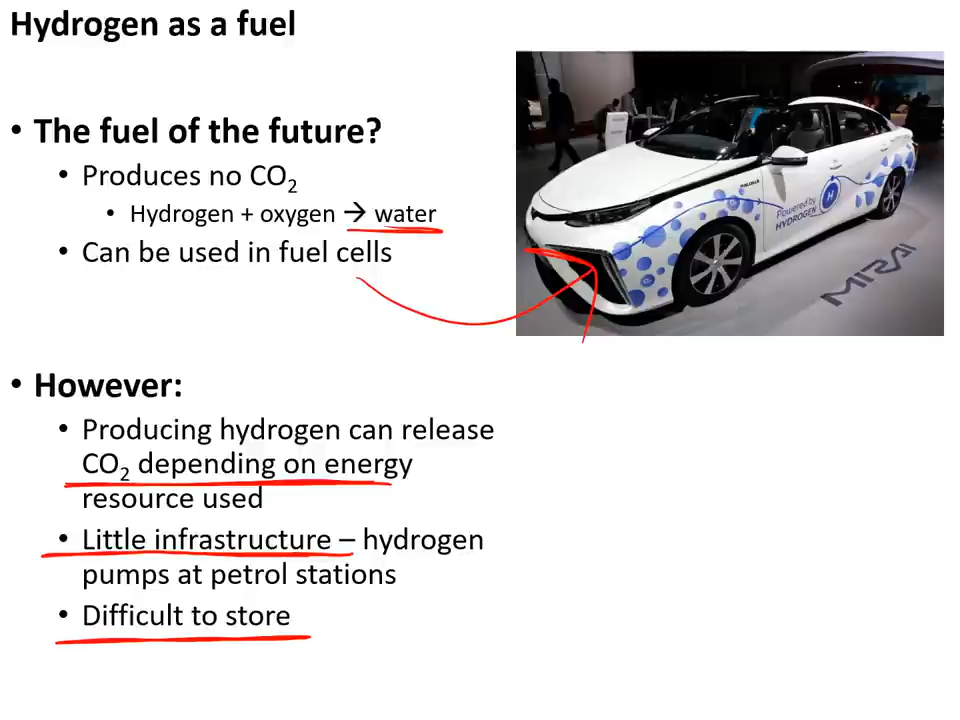 Hydrogen as a fuel
• The fuel of the future?
• Produces no CO₂
• Hydrogen + oxygen → water
• Can be used in fuel cells
Powered by
HYDROGEN
H
MIRAI
• However:
• Producing hydrogen can release
CO₂ depending on energy
resource used
• Little infrastructure – hydrogen
pumps at petrol stations
• Difficult to store